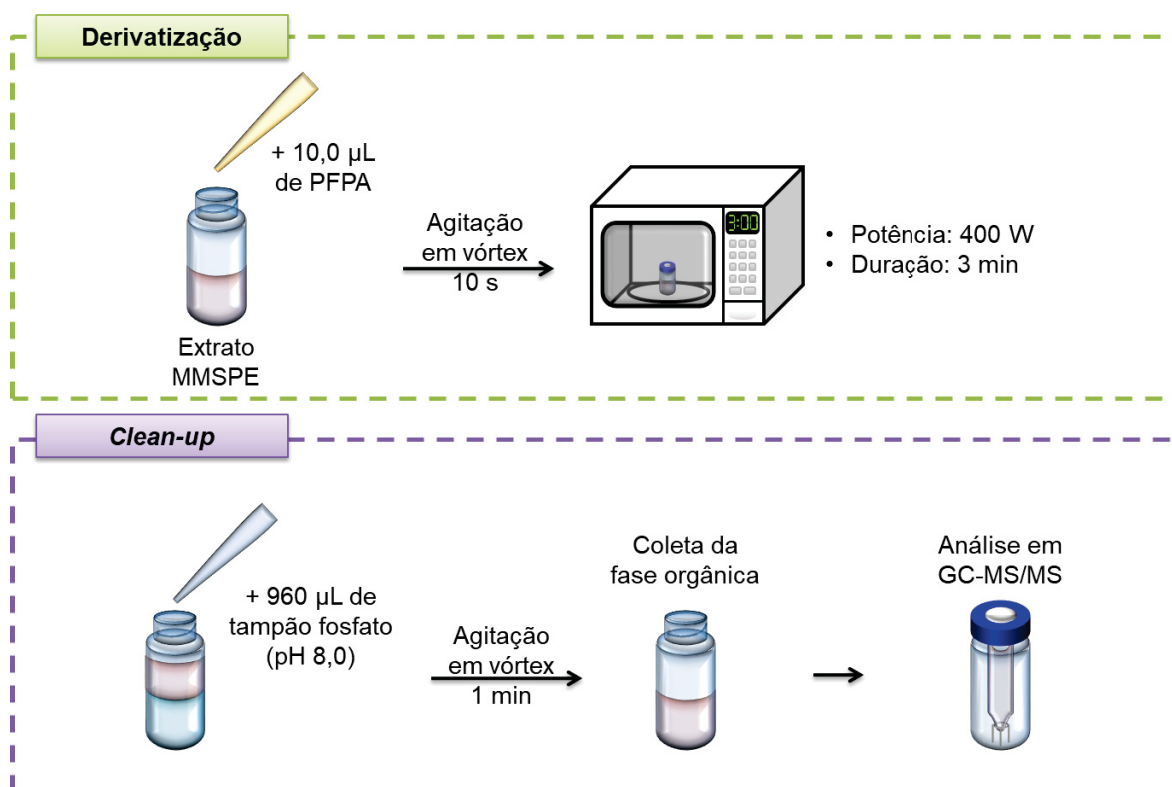 Derivatização
+ 10,0 µL
de PFPA
Extrato
MMSPE
Agitação
em vórtex
10 s
3:00
• Potência: 400 W
• Duração: 3 min
Clean-up
+ 960 µL de
tampão fosfato
(pH 8,0)
Agitação
em vórtex
1 min
Coleta da
fase orgânica
Análise em
GC-MS/MS